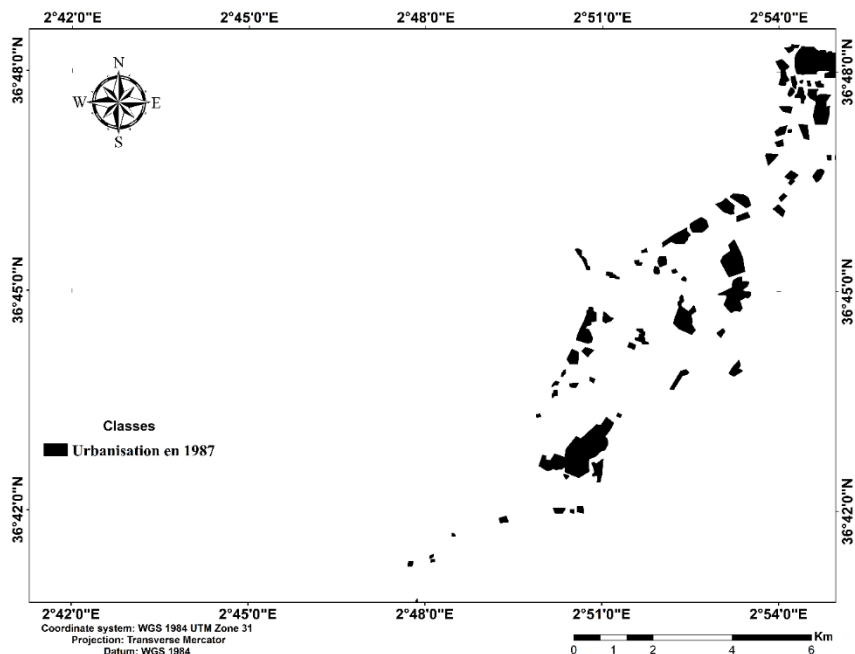 2°42'0"E 2°45'0"E 2°48'0"E 2°51'0"E 2°54'0"E
36°48'0"N 36°48'0"N
N
W E
S
36°45'0"N 36°45'0"N
Classes
Urbanisation en 1987
36°42'0"N 36°42'0"N
2°42'0"E 2°45'0"E 2°48'0"E 2°51'0"E 2°54'0"E
Coordinate system: WGS 1984 UTM Zone 31
Projection: Transverse Mercator
Datum: WGS 1984
Km
0 1 2 4 6